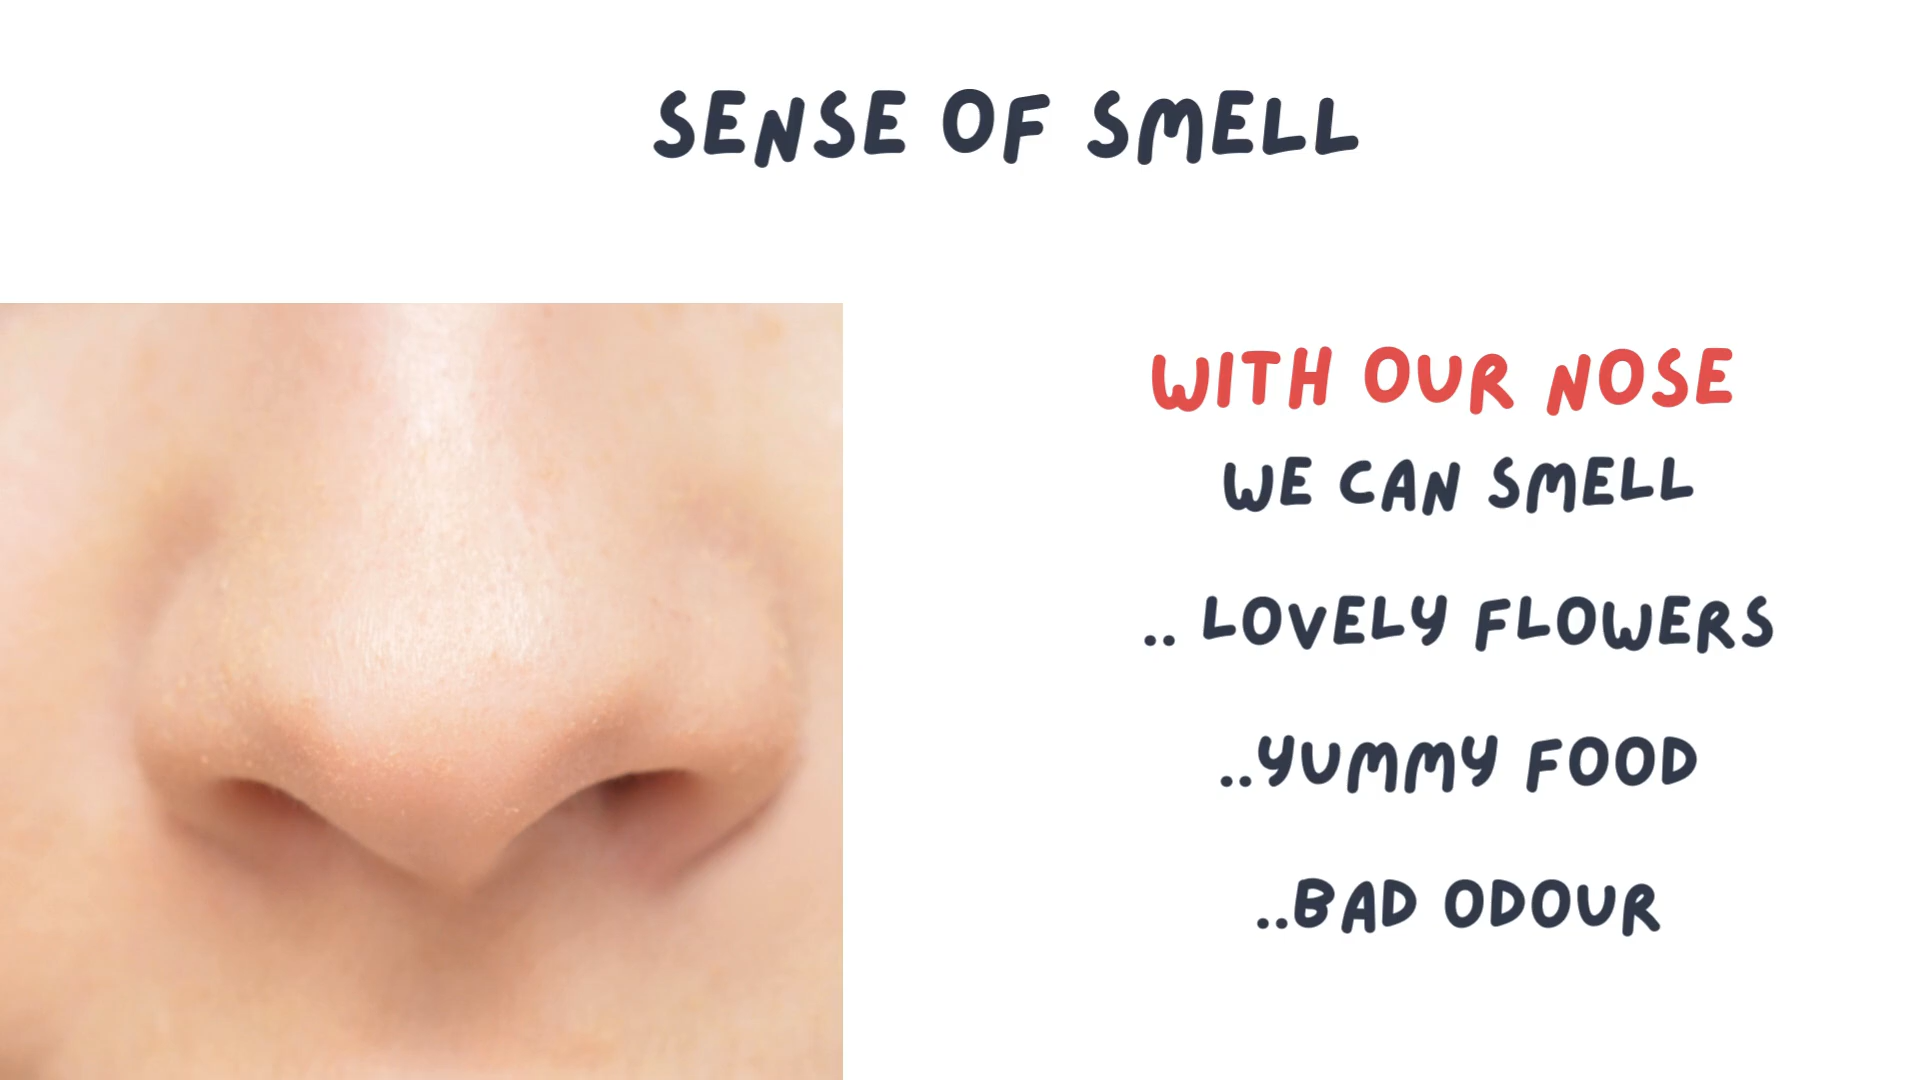 SENSE OF SMELL
WITH OUR NOSE
WE CAN SMELL
.. LOVELY FLOWERS
..YUMMY FOOD
..BAD ODOUR